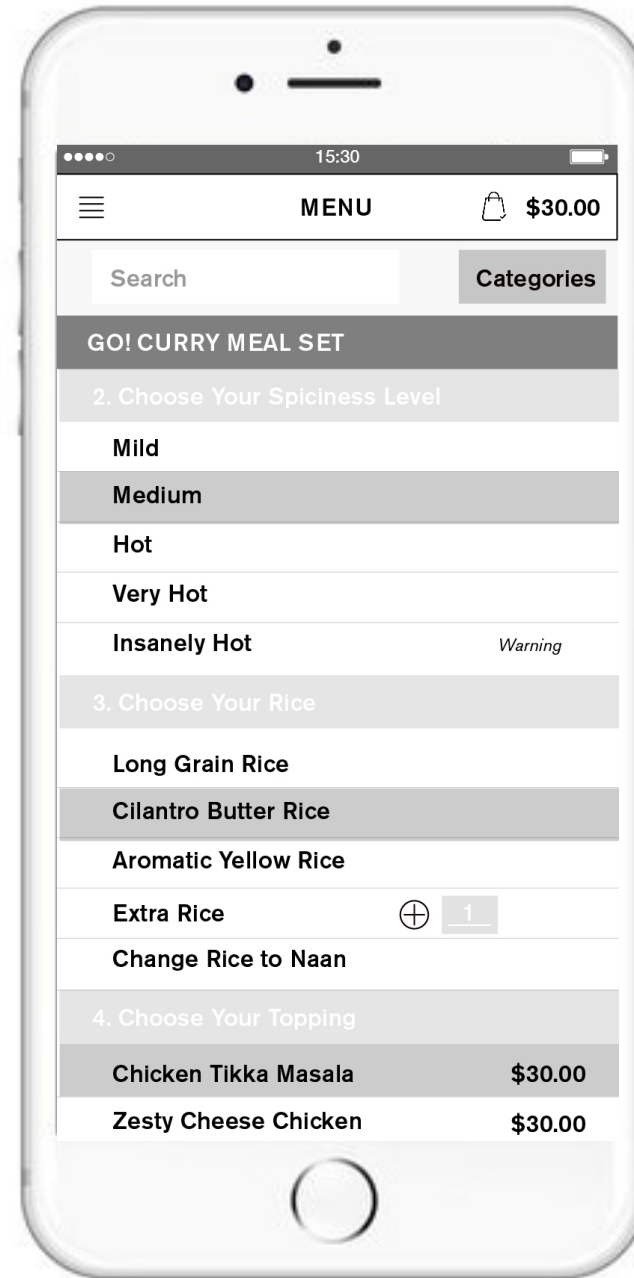 15:30
MENU $30.00
Search Categories
GO! CURRY MEAL SET
2. Choose Your Spiciness Level
Mild
Medium
Hot
Very Hot
Insanely Hot Warning
3. Choose Your Rice
Long Grain Rice
Cilantro Butter Rice
Aromatic Yellow Rice
Extra Rice 1
Change Rice to Naan
4. Choose Your Topping
Chicken Tikka Masala $30.00
Zesty Cheese Chicken $30.00